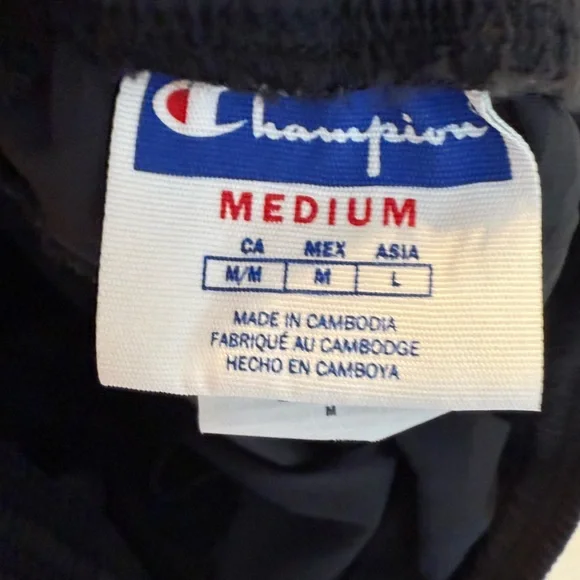 Champion
MEDIUM
CA MEX ASIA
M/M M L
MADE IN CAMBODIA
FABRIQUÉ AU CAMBODGE
HECHO EN CAMBOYA
M